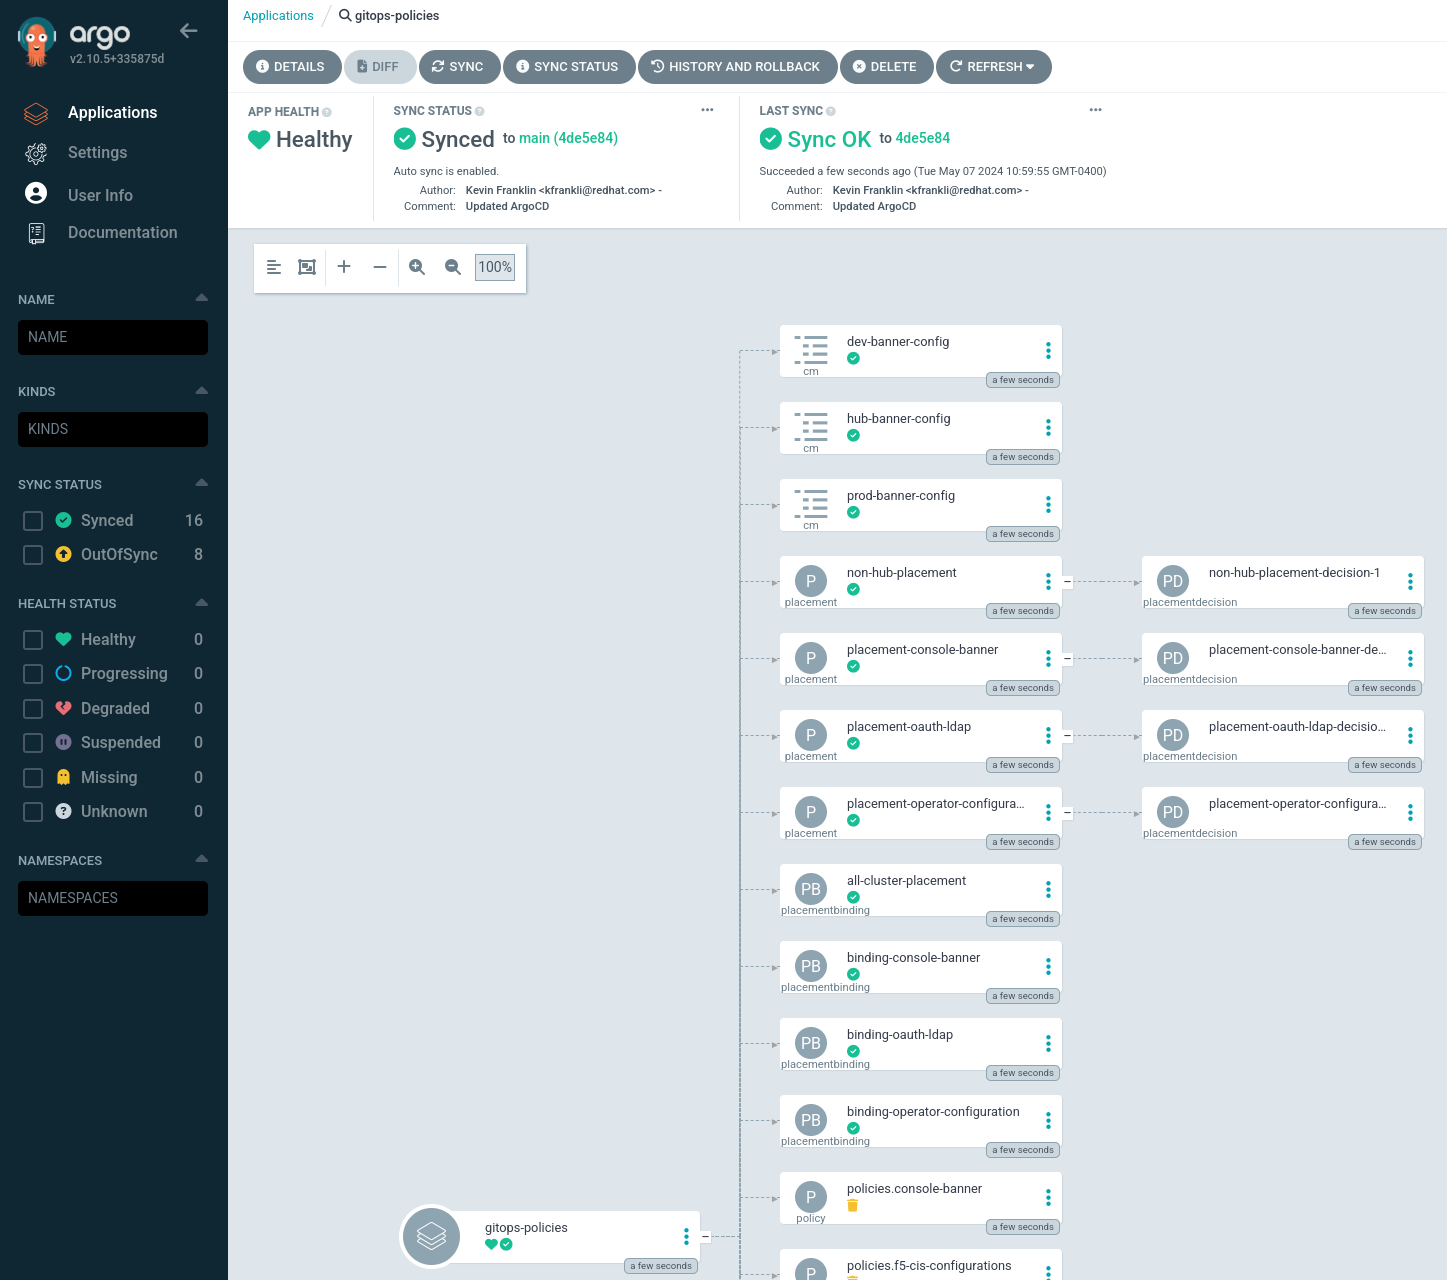 argo
v2.10.5+335875d
Applications
Settings
User Info
Documentation
NAME
NAME
KINDS
KINDS
SYNC STATUS
Synced 16
OutOfSync 8
HEALTH STATUS
Healthy 0
Progressing 0
Degraded 0
Suspended 0
Missing 0
Unknown 0
NAMESPACES
NAMESPACES
Applications / gitops-policies
DETAILS DIFF SYNC SYNC STATUS HISTORY AND ROLLBACK DELETE REFRESH
APP HEALTH
Healthy
SYNC STATUS
Synced to main (4de5e84)
Auto sync is enabled.
Author: Kevin Franklin <kfrankli@redhat.com> -
Comment: Updated ArgoCD
LAST SYNC
Sync OK to 4de5e84
Succeeded a few seconds ago (Tue May 07 2024 10:59:55 GMT-0400)
Author: Kevin Franklin <kfrankli@redhat.com> -
Comment: Updated ArgoCD
100%
dev-banner-config
cm
a few seconds
hub-banner-config
cm
a few seconds
prod-banner-config
cm
a few seconds
P
non-hub-placement
placement
a few seconds
PD
non-hub-placement-decision-1
placementdecision
a few seconds
P
placement-console-banner
placement
a few seconds
PD
placement-console-banner-de...
placementdecision
a few seconds
P
placement-oauth-ldap
placement
a few seconds
PD
placement-oauth-ldap-decisio...
placementdecision
a few seconds
P
placement-operator-configura...
placement
a few seconds
PD
placement-operator-configura...
placementdecision
a few seconds
PB
all-cluster-placement
placementbinding
a few seconds
PB
binding-console-banner
placementbinding
a few seconds
PB
binding-oauth-ldap
placementbinding
a few seconds
PB
binding-operator-configuration
placementbinding
a few seconds
P
policies.console-banner
policy
a few seconds
gitops-policies
a few seconds
P
policies.f5-cis-configurations